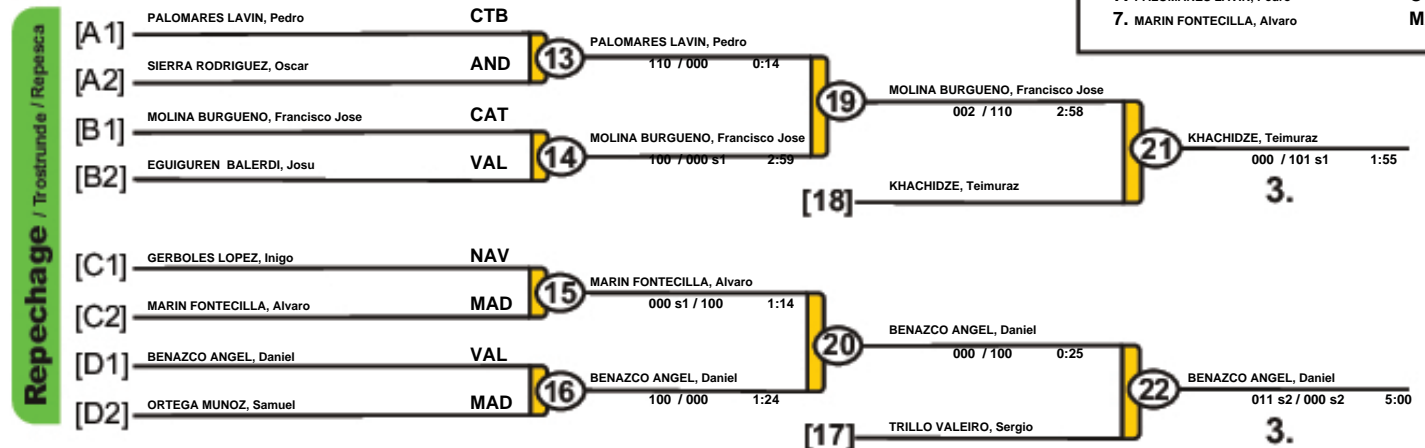 Repechage / Trostrunde / Repesca
7. MARIN FONTECILLA, Alvaro M
[A1] PALOMARES LAVIN, Pedro CTB
[A2] SIERRA RODRIGUEZ, Oscar AND
13 PALOMARES LAVIN, Pedro
110 / 000 0:14
[B1] MOLINA BURGUENO, Francisco Jose CAT
[B2] EGUIGUREN BALERDI, Josu VAL
14 MOLINA BURGUENO, Francisco Jose
100 / 000 s1 2:59
19 MOLINA BURGUENO, Francisco Jose
002 / 110 2:58
[18] KHACHIDZE, Teimuraz
21 KHACHIDZE, Teimuraz
000 / 101 s1 1:55
3.
[C1] GERBOLES LOPEZ, Inigo NAV
[C2] MARIN FONTECILLA, Alvaro MAD
15 MARIN FONTECILLA, Alvaro
000 s1 / 100 1:14
[D1] BENAZCO ANGEL, Daniel VAL
[D2] ORTEGA MUNOZ, Samuel MAD
16 BENAZCO ANGEL, Daniel
100 / 000 1:24
20 BENAZCO ANGEL, Daniel
000 / 100 0:25
[17] TRILLO VALEIRO, Sergio
22 BENAZCO ANGEL, Daniel
011 s2 / 000 s2 5:00
3.